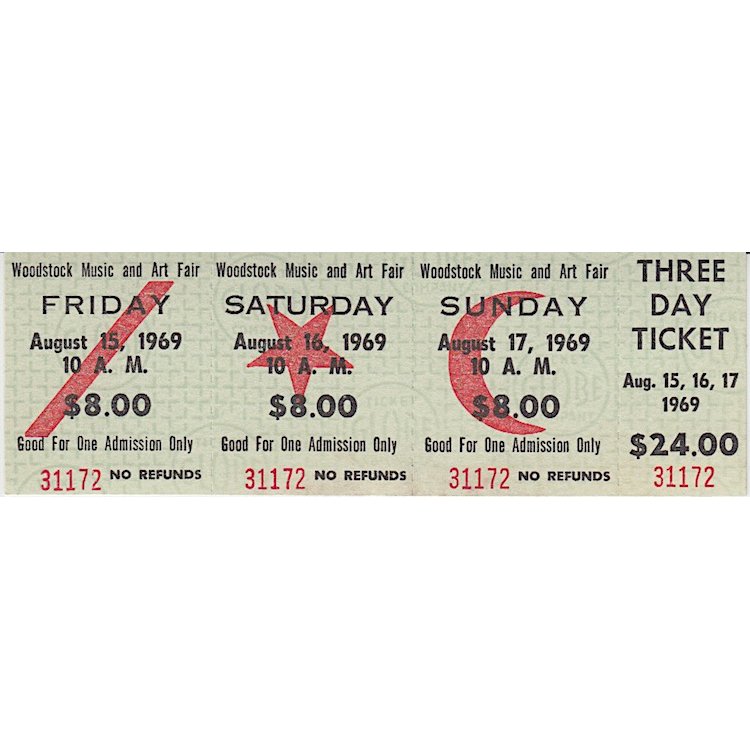 Woodstock Music and Art Fair
FRIDAY
August 15, 1969
10 A. M.
$8.00
Good For One Admission Only
31172 NO REFUNDS
Woodstock Music and Art Fair
SATURDAY
August 16, 1969
10 A. M.
$8.00
Good For One Admission Only
31172 NO REFUNDS
Woodstock Music and Art Fair
SUNDAY
August 17, 1969
10 A. M.
$8.00
Good For One Admission Only
31172 NO REFUNDS
THREE
DAY
TICKET
Aug. 15, 16, 17
1969
$24.00
31172